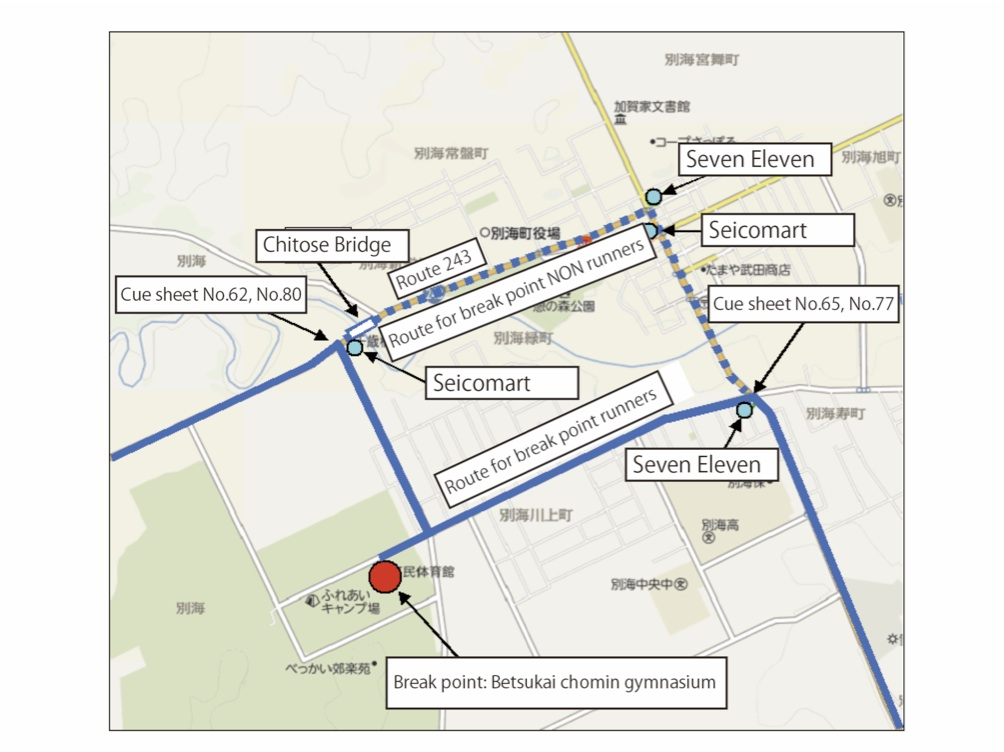 別海宮舞町
加賀家文書館
•コープさっぽろ
別海常盤町
Seven Eleven
別海旭町
Chitose Bridge
別海町役場
Seicomart
別海
Route 243
•たまや武田商店
Cue sheet No.62, No.80
Route for break point NON runners
憩の森公園
Cue sheet No.65, No.77
別海緑町
Seicomart
Route for break point runners
別海寿町
Seven Eleven
別海川上町
別海高
民体育館
別海中央中
ふれあい
キャンプ場
別海
べっかい郊楽苑•
Break point: Betsukai chomin gymnasium